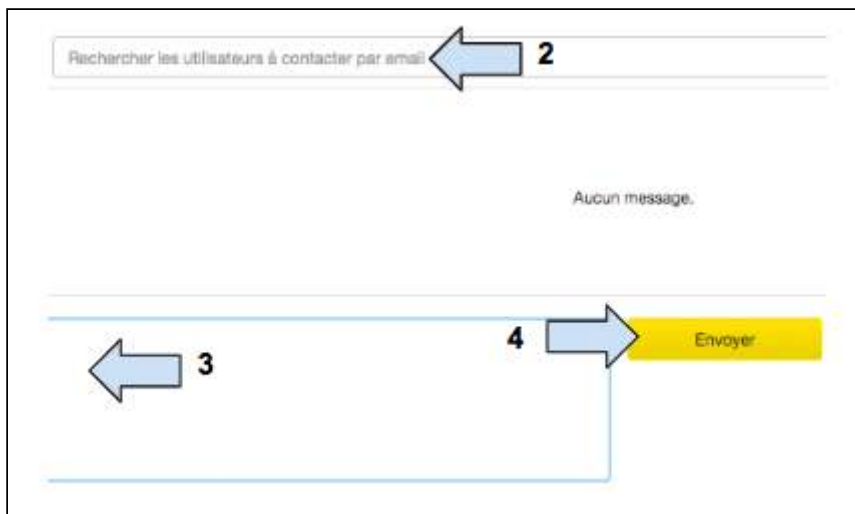 Rechercher les utilisateurs à contacter par email
2
Aucun message.
4
Envoyer
3